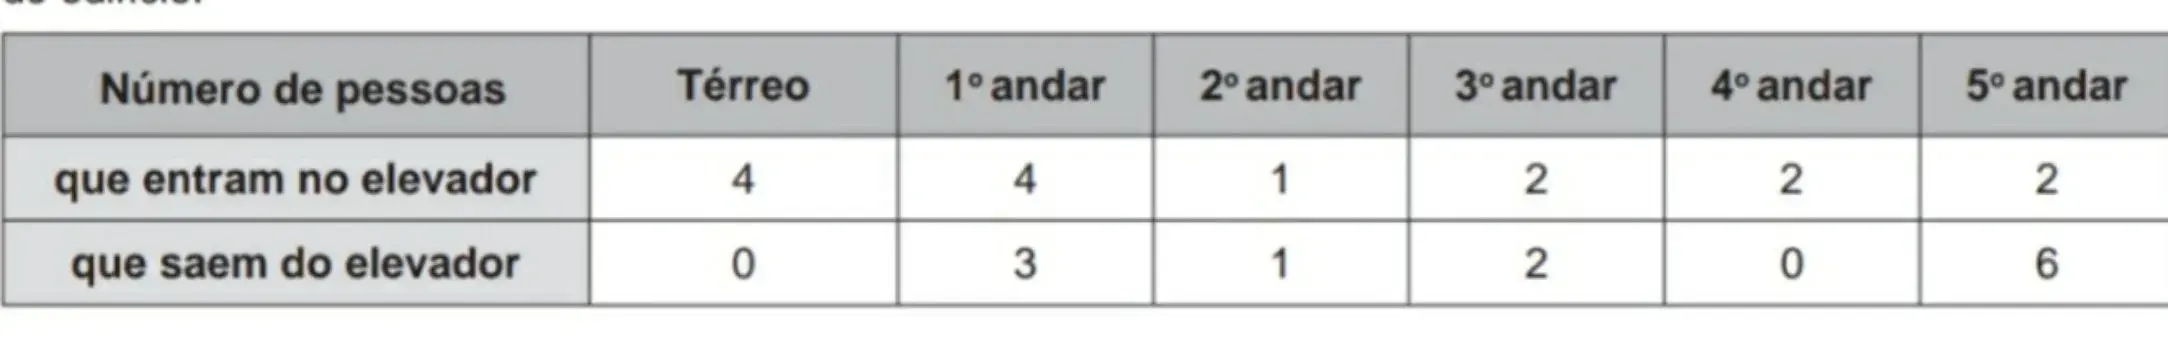 Número de pessoas Térreo 1º andar 2º andar 3º andar 4º andar 5º andar
que entram no elevador 4 4 1 2 2 2
que saem do elevador 0 3 1 2 0 6